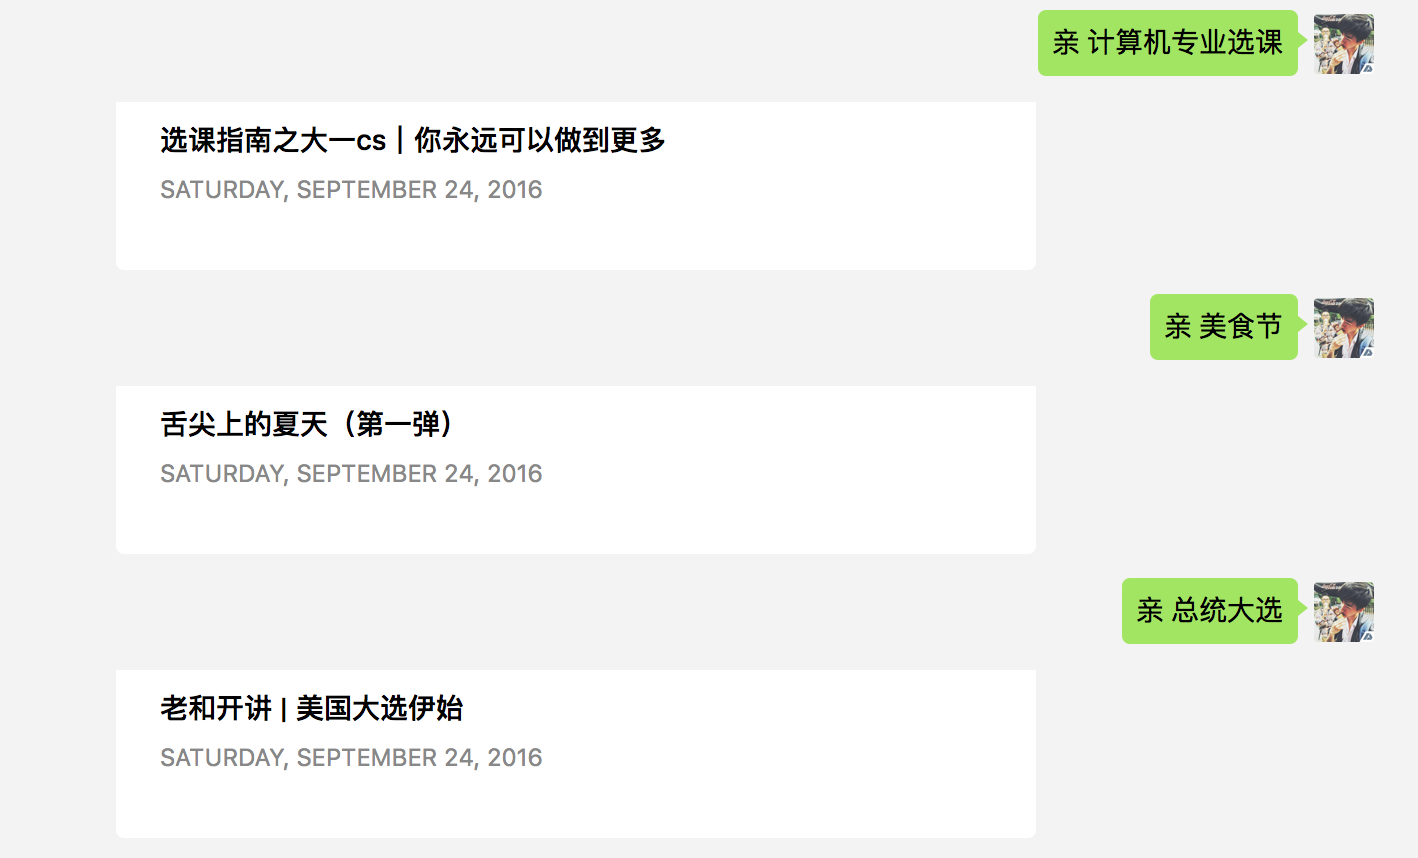 亲 计算机专业选课
选课指南之大一cs｜你永远可以做到更多
SATURDAY, SEPTEMBER 24, 2016
亲 美食节
舌尖上的夏天（第一弹）
SATURDAY, SEPTEMBER 24, 2016
亲 总统大选
老和开讲 | 美国大选伊始
SATURDAY, SEPTEMBER 24, 2016